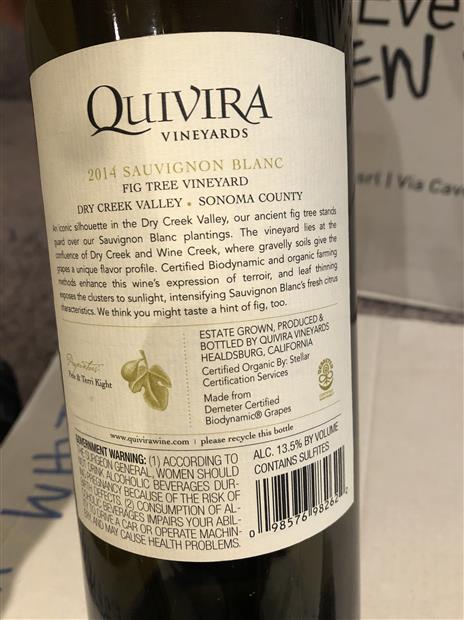 QUIVIRA
VINEYARDS
2014 SAUVIGNON BLANC
FIG TREE VINEYARD
DRY CREEK VALLEY • SONOMA COUNTY
An iconic silhouette in the Dry Creek Valley, our ancient fig tree stands
guard over our Sauvignon Blanc plantings. The vineyard lies at the
confluence of Dry Creek and Wine Creek, where gravelly soils give the
grapes a unique flavor profile. Certified Biodynamic and organic farming
methods enhance this wine's expression of terroir, and leaf thinning
exposes the clusters to sunlight, intensifying Sauvignon Blanc's fresh citrus
characteristics. We think you might taste a hint of fig, too.
Proprietors:
Pete & Terri Kight
ESTATE GROWN, PRODUCED &
BOTTLED BY QUIVIRA VINEYARDS
HEALDSBURG, CALIFORNIA
Certified Organic By: Stellar
Certification Services
Made from
Demeter Certified
Biodynamic® Grapes
www.quivirawine.com | please recycle this bottle
GOVERNMENT WARNING: (1) ACCORDING TO
THE SURGEON GENERAL, WOMEN SHOULD
NOT DRINK ALCOHOLIC BEVERAGES DUR-
ING PREGNANCY BECAUSE OF THE RISK OF
BIRTH DEFECTS. (2) CONSUMPTION OF AL-
COHOLIC BEVERAGES IMPAIRS YOUR ABIL-
ITY TO DRIVE A CAR OR OPERATE MACHIN-
ERY, AND MAY CAUSE HEALTH PROBLEMS.
ALC. 13.5% BY VOLUME
CONTAINS SULFITES
0 98576 98262 2
Eve
EW
srl | Via Cave